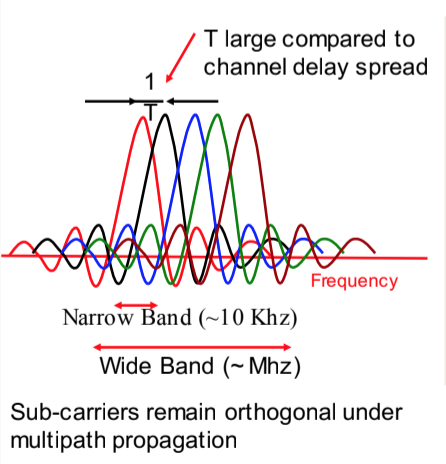 T large compared to
channel delay spread
1
T
Frequency
Narrow Band (~10 Khz)
Wide Band (~ Mhz)
Sub-carriers remain orthogonal under
multipath propagation